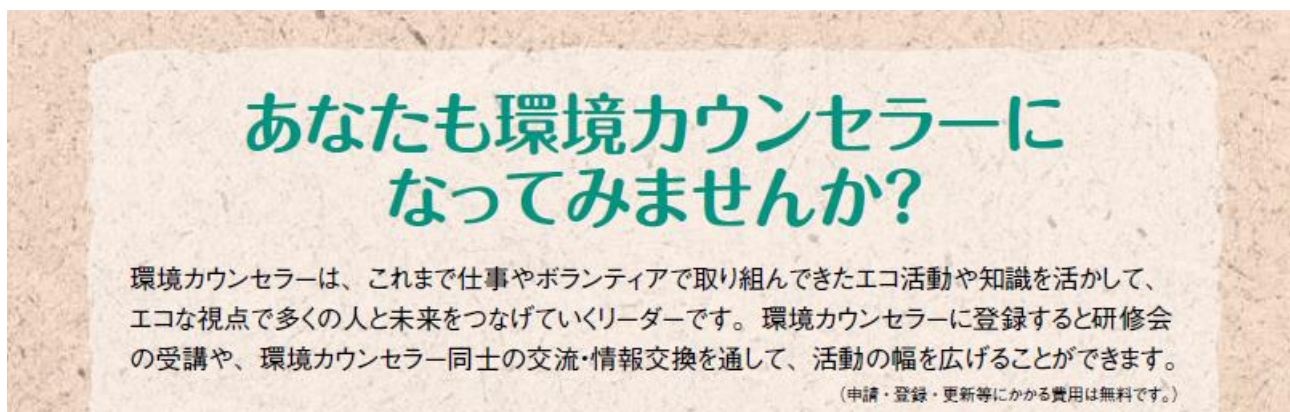 あなたも環境カウンセラーに
なってみませんか?
環境カウンセラーは、これまで仕事やボランティアで取り組んできたエコ活動や知識を活かして、
エコな視点で多くの人と未来をつなげていくリーダーです。環境カウンセラーに登録すると研修会
の受講や、環境カウンセラー同士の交流・情報交換を通して、活動の幅を広げることができます。
(申請・登録・更新等にかかる費用は無料です。)